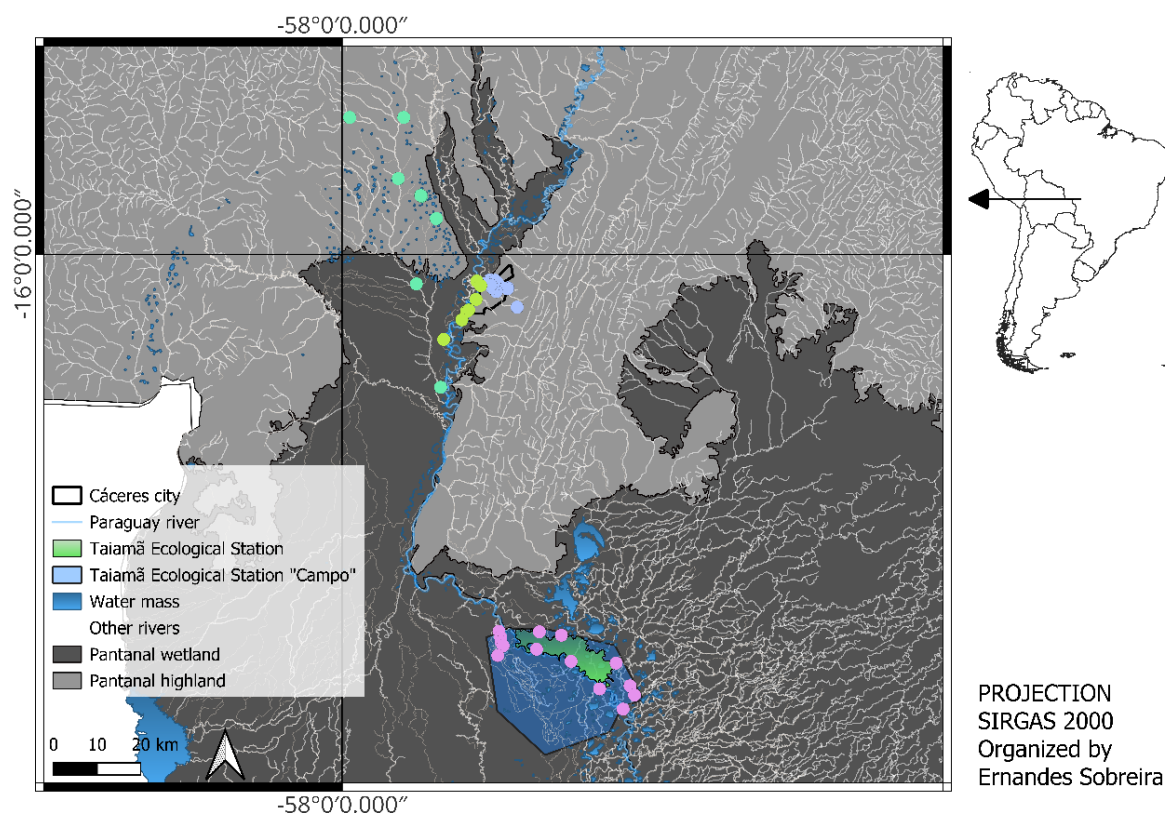 -58°0′0.000″
-16°0′0.000″
Cáceres city
Paraguay river
Taiamã Ecological Station
Taiamã Ecological Station "Campo"
Water mass
Other rivers
Pantanal wetland
Pantanal highland
0 10 20 km
-58°0′0.000″
PROJECTION
SIRGAS 2000
Organized by
Ernandes Sobreira